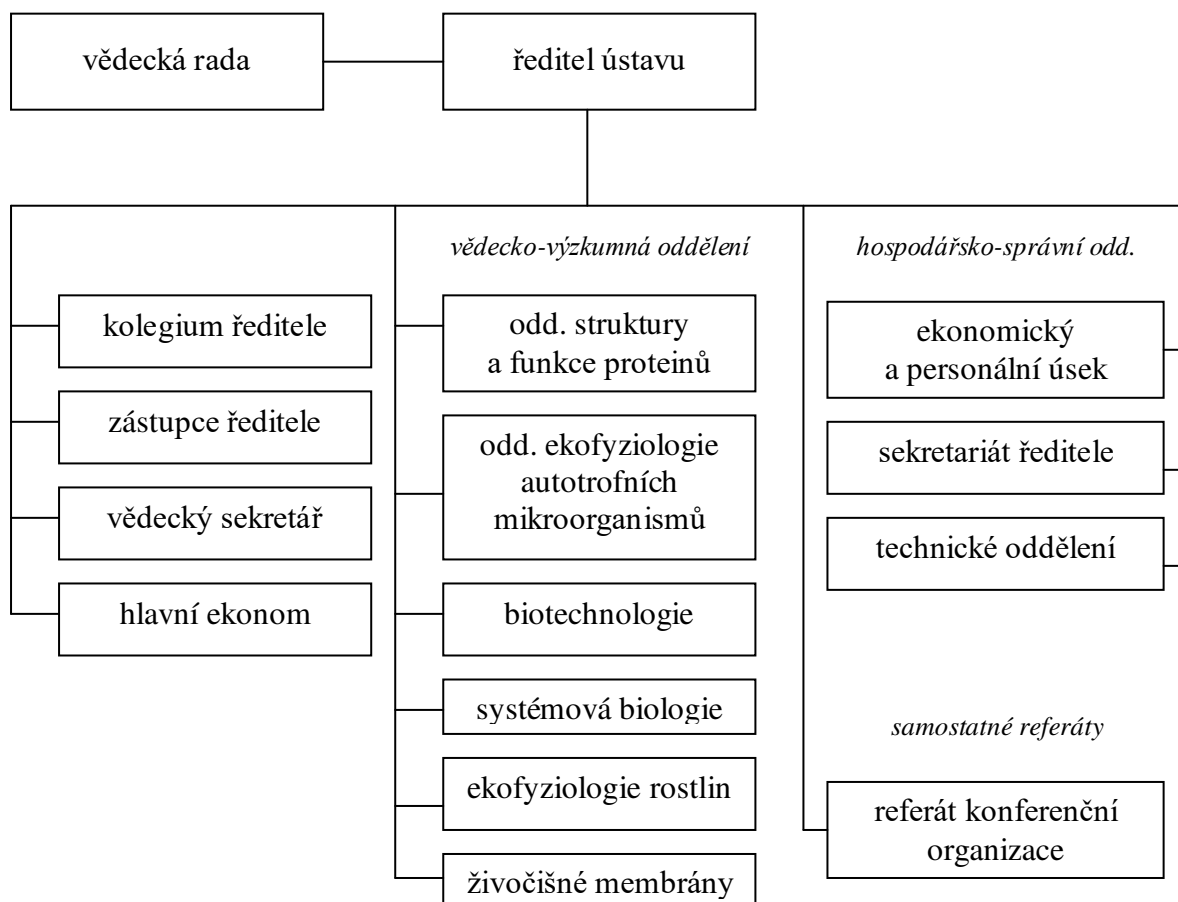 vědecká rada
ředitel ústavu
kolegium ředitele
zástupce ředitele
vědecký sekretář
hlavní ekonom
vědecko-výzkumná oddělení
odd. struktury
a funkce proteinů
odd. ekofyziologie
autotrofních
mikroorganismů
biotechnologie
systémová biologie
ekofyziologie rostlin
živočišné membrány
hospodářsko-správní odd.
ekonomický
a personální úsek
sekretariát ředitele
technické oddělení
samostatné referáty
referát konferenční
organizace